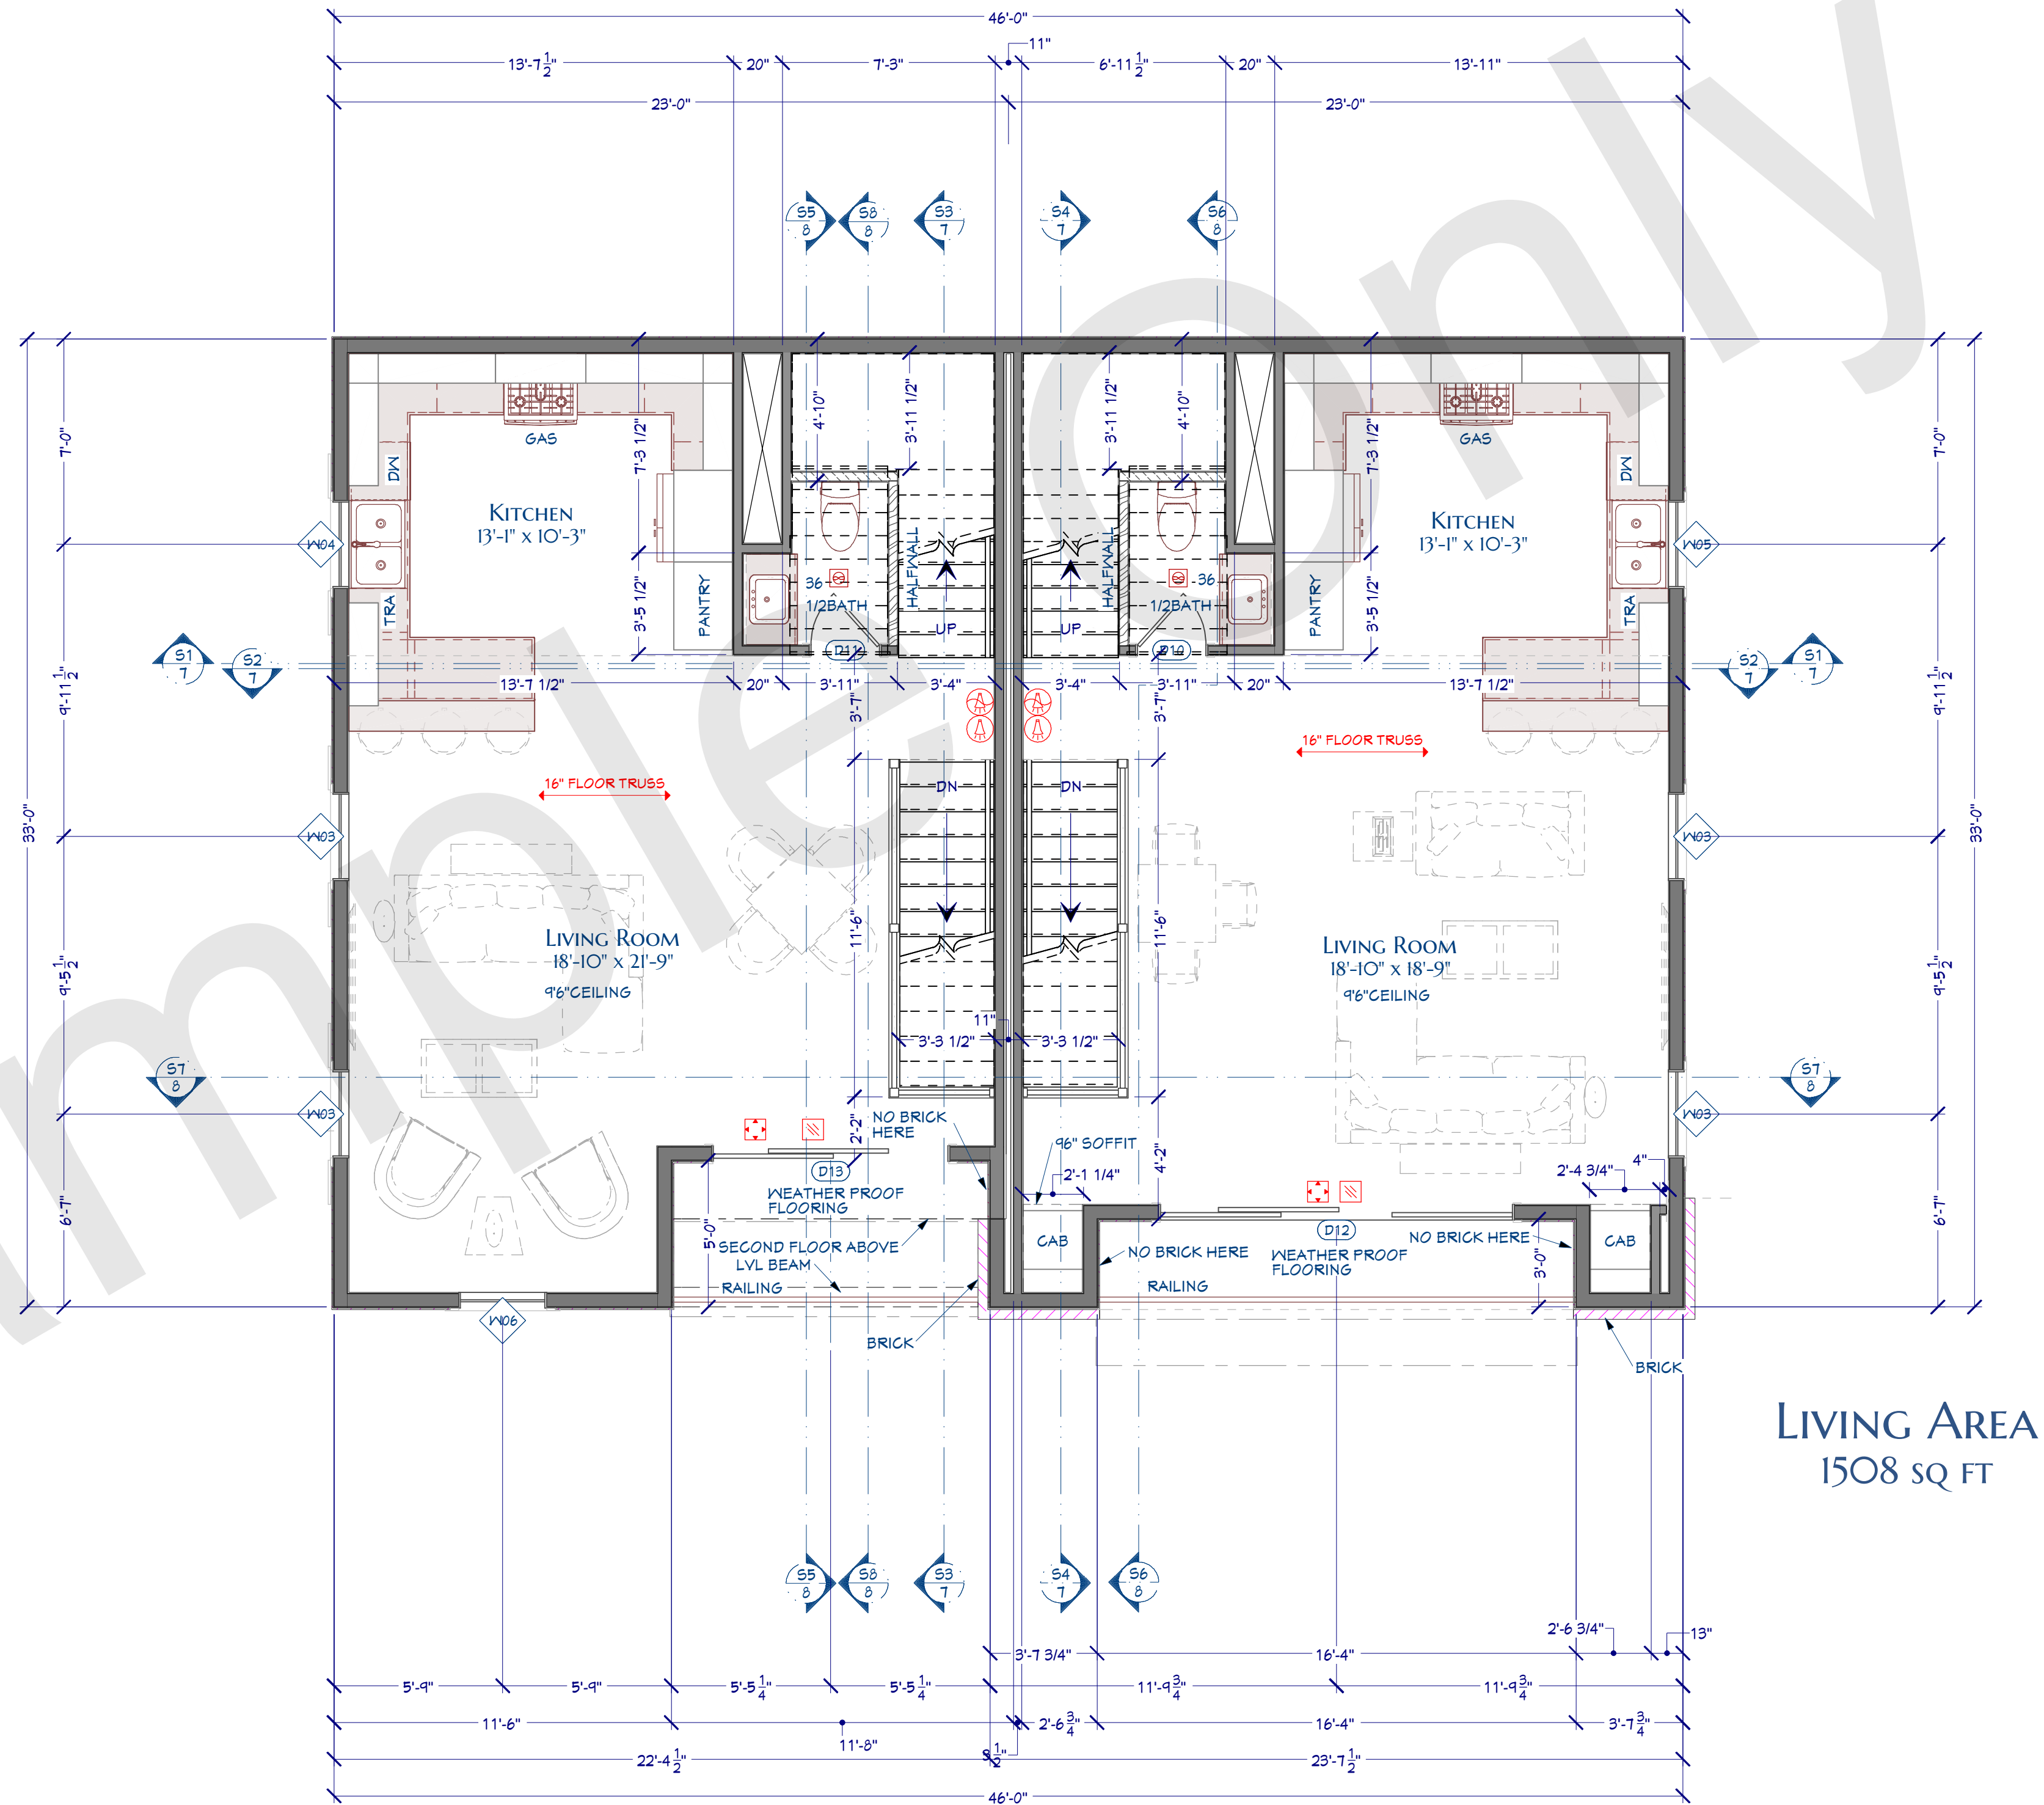 46'-0"
11"
13'-7 1/2"
20"
7'-3"
6'-11 1/2"
20"
13'-11"
23'-0"
23'-0"
S5
8
S8
8
S3
7
S4
7
S6
8
Sample Only
7'-0"
9'-11 1/2"
9'-5 1/2"
6'-7"
33'-0"
GAS
DW
KITCHEN
13'-1" X 10'-3"
TRA
PANTRY
7'-3 1/2"
3'-5 1/2"
4'-10"
3'-11 1/2"
HALFWALL
36
1/2BATH
UP
D11
3'-11 1/2"
4'-10"
HALFWALL
36
1/2BATH
UP
D10
7'-3 1/2"
3'-5 1/2"
PANTRY
GAS
DW
KITCHEN
13'-1" X 10'-3"
TRA
7'-0"
9'-11 1/2"
9'-5 1/2"
6'-7"
33'-0"
W04
W05
S1
7
S2
7
S2
7
S1
7
13'-7 1/2"
20"
3'-11"
3'-4"
3'-4"
3'-11"
20"
13'-7 1/2"
3'-7"
3'-7"
16" FLOOR TRUSS
16" FLOOR TRUSS
DN
DN
W03
W03
11'-6"
11'-6"
LIVING ROOM
18'-10" X 21'-9"
9'6"CEILING
LIVING ROOM
18'-10" X 18'-9"
9'6"CEILING
11"
3'-3 1/2"
3'-3 1/2"
S7
8
S7
8
W03
W03
2'-2"
NO BRICK
HERE
96" SOFFIT
2'-1 1/4"
4'-2"
2'-4 3/4"
4"
D13
WEATHER PROOF
FLOORING
5'-0"
SECOND FLOOR ABOVE
LVL BEAM
RAILING
CAB
NO BRICK HERE
D12
WEATHER PROOF
FLOORING
RAILING
NO BRICK HERE
3'-0"
CAB
W06
BRICK
BRICK
LIVING AREA
1508 SQ FT
S5
8
S8
8
S3
7
S4
7
S6
8
2'-6 3/4"
13"
3'-7 3/4"
16'-4"
5'-9"
5'-9"
5'-5 1/4"
5'-5 1/4"
11'-9 3/4"
11'-9 3/4"
11'-6"
11'-8"
2'-6 3/4"
16'-4"
3'-7 3/4"
22'-4 1/2"
23'-7 1/2"
46'-0"